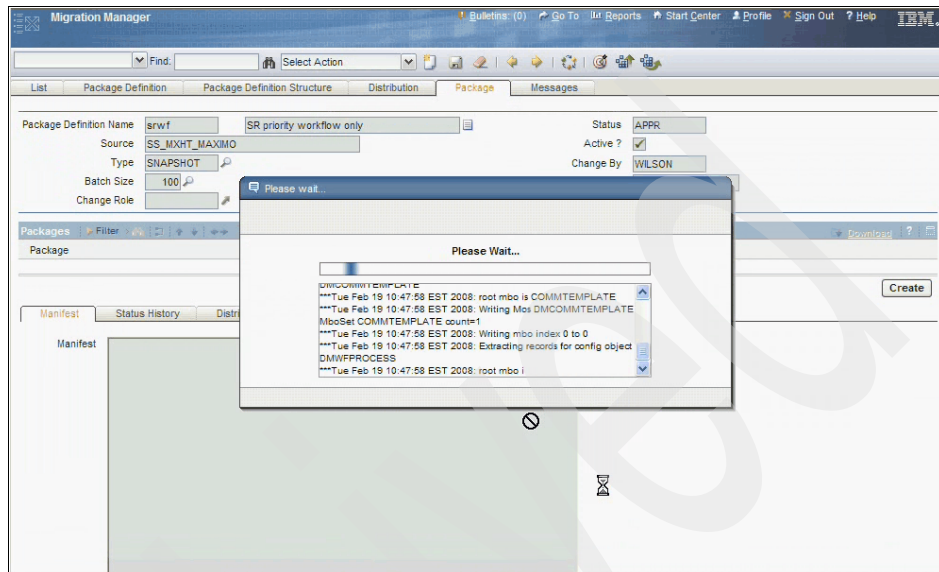 Migration Manager
Bulletins: (0) Go To Reports Start Center Profile Sign Out ? Help IBM.
Find: Select Action
List Package Definition Package Definition Structure Distribution Package Messages
Package Definition Name srwf SR priority workflow only Status APPR
Source SS_MXHT_MAXIMO Active ?
Type SNAPSHOT Change By WILSON
Batch Size 100
Change Role
Please wait...
Packages Filter Download ?
Package
Please Wait...
DMCOMMTEMPLATE
***Tue Feb 19 10:47:58 EST 2008: root mbo is COMMTEMPLATE
***Tue Feb 19 10:47:58 EST 2008: Writing Mos DMCOMMTEMPLATE
MboSet COMMTEMPLATE count=1
***Tue Feb 19 10:47:58 EST 2008: Writing mbo index 0 to 0
***Tue Feb 19 10:47:58 EST 2008: Extracting records for config object
DMWFPROCESS
***Tue Feb 19 10:47:58 EST 2008: root mbo i
Create
Manifest Status History Distri
Manifest